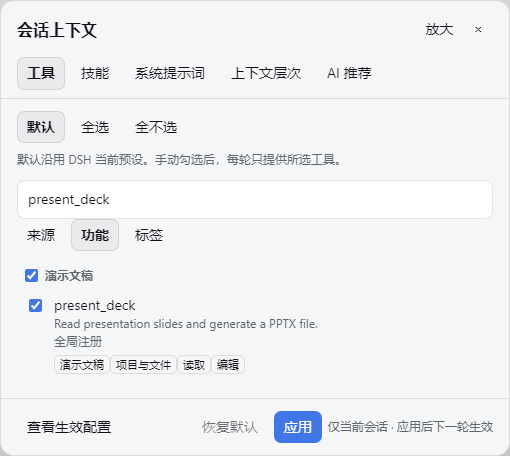 会话上下文 放大 ×
工具 技能 系统提示词 上下文层次 AI 推荐
默认 全选 全不选
默认沿用 DSH 当前预设。手动勾选后，每轮只提供所选工具。
present_deck
来源 功能 标签
演示文稿
present_deck
Read presentation slides and generate a PPTX file.
全局注册
演示文稿 项目与文件 读取 编辑
查看生效配置 恢复默认 应用 仅当前会话 · 应用后下一轮生效